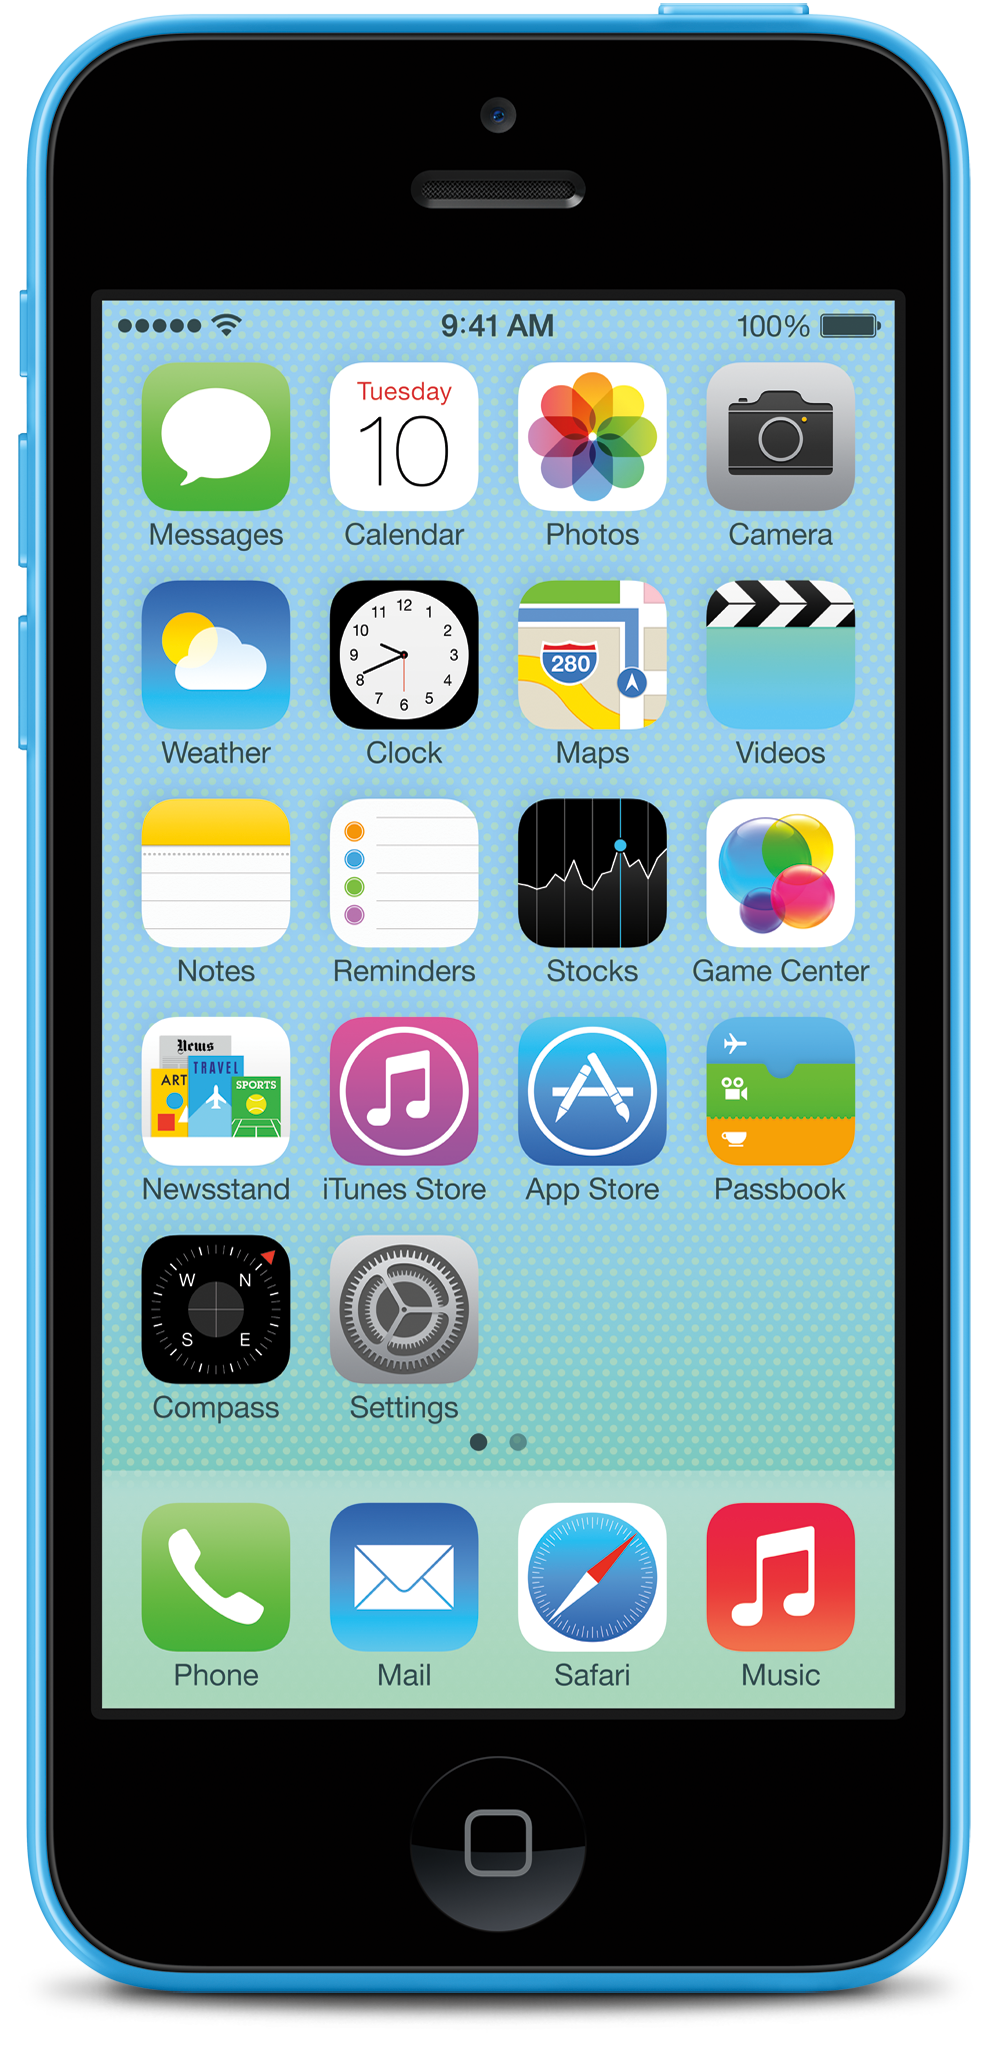 9:41 AM 100%
Tuesday
10
Messages Calendar Photos Camera
12
11 1
10 2
9 3
8 4
7 5
6
280
Weather Clock Maps Videos
Notes Reminders Stocks Game Center
News
TRAVEL
ART
SPORTS
Newsstand iTunes Store App Store Passbook
W N
S E
Compass Settings
Phone Mail Safari Music